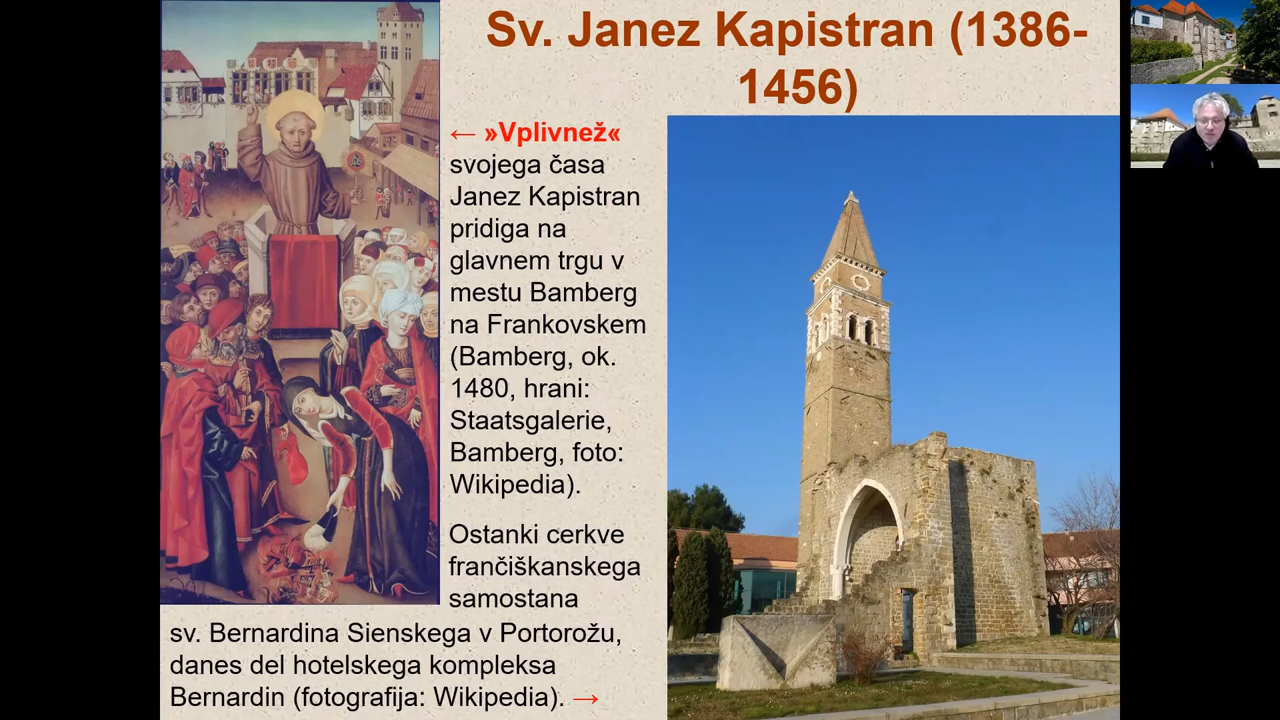 Sv. Janez Kapistran (1386-
1456)
← »Vplivnež«
svojega časa
Janez Kapistran
pridiga na
glavnem trgu v
mestu Bamberg
na Frankovskem
(Bamberg, ok.
1480, hrani:
Staatsgalerie,
Bamberg, foto:
Wikipedia).
Ostanki cerkve
frančiškanskega
samostana
sv. Bernardina Sienskega v Portorožu,
danes del hotelskega kompleksa
Bernardin (fotografija: Wikipedia). →